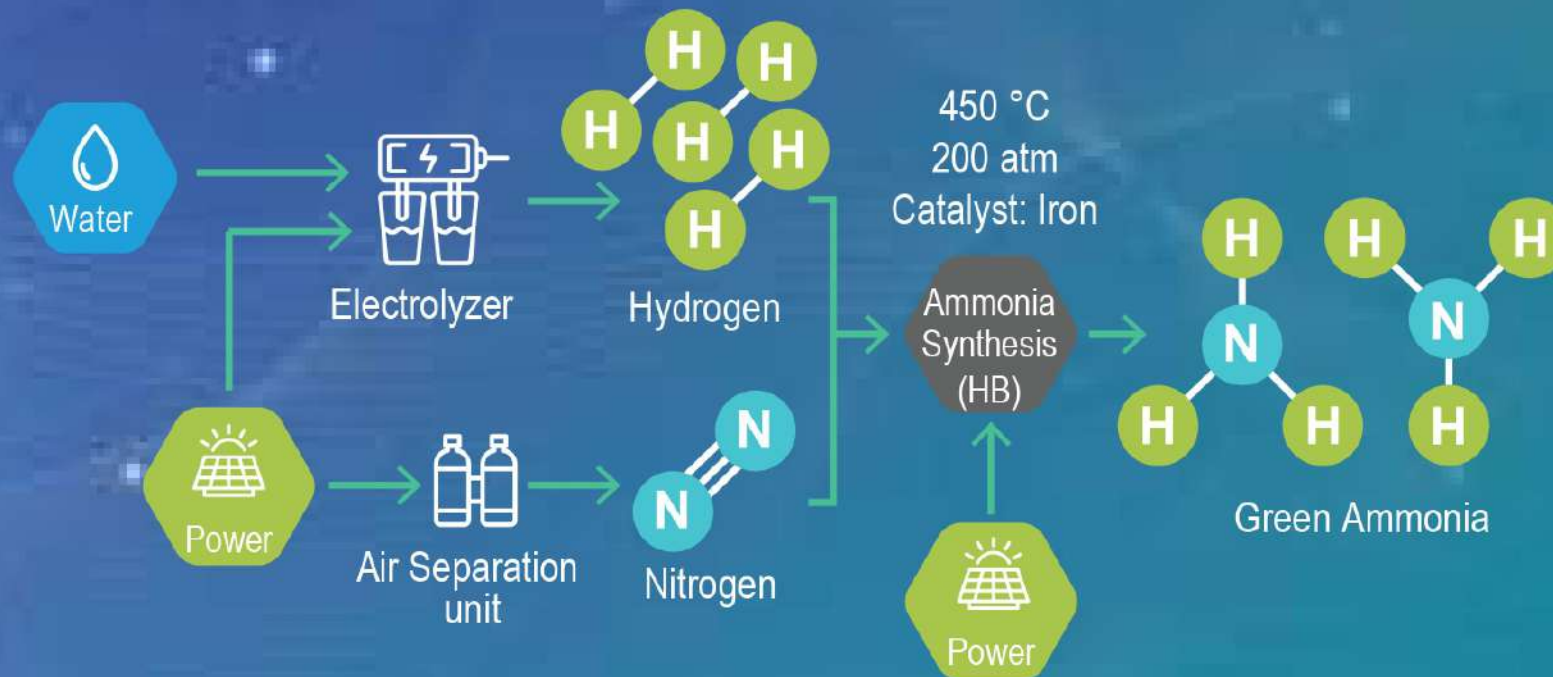 Water
Electrolyzer
H
H
H
H
H
H
Hydrogen
Power
Air Separation
unit
N
N
Nitrogen
450 °C
200 atm
Catalyst: Iron
Ammonia
Synthesis
(HB)
Power
H
N
H
H
H
H
N
H
Green Ammonia